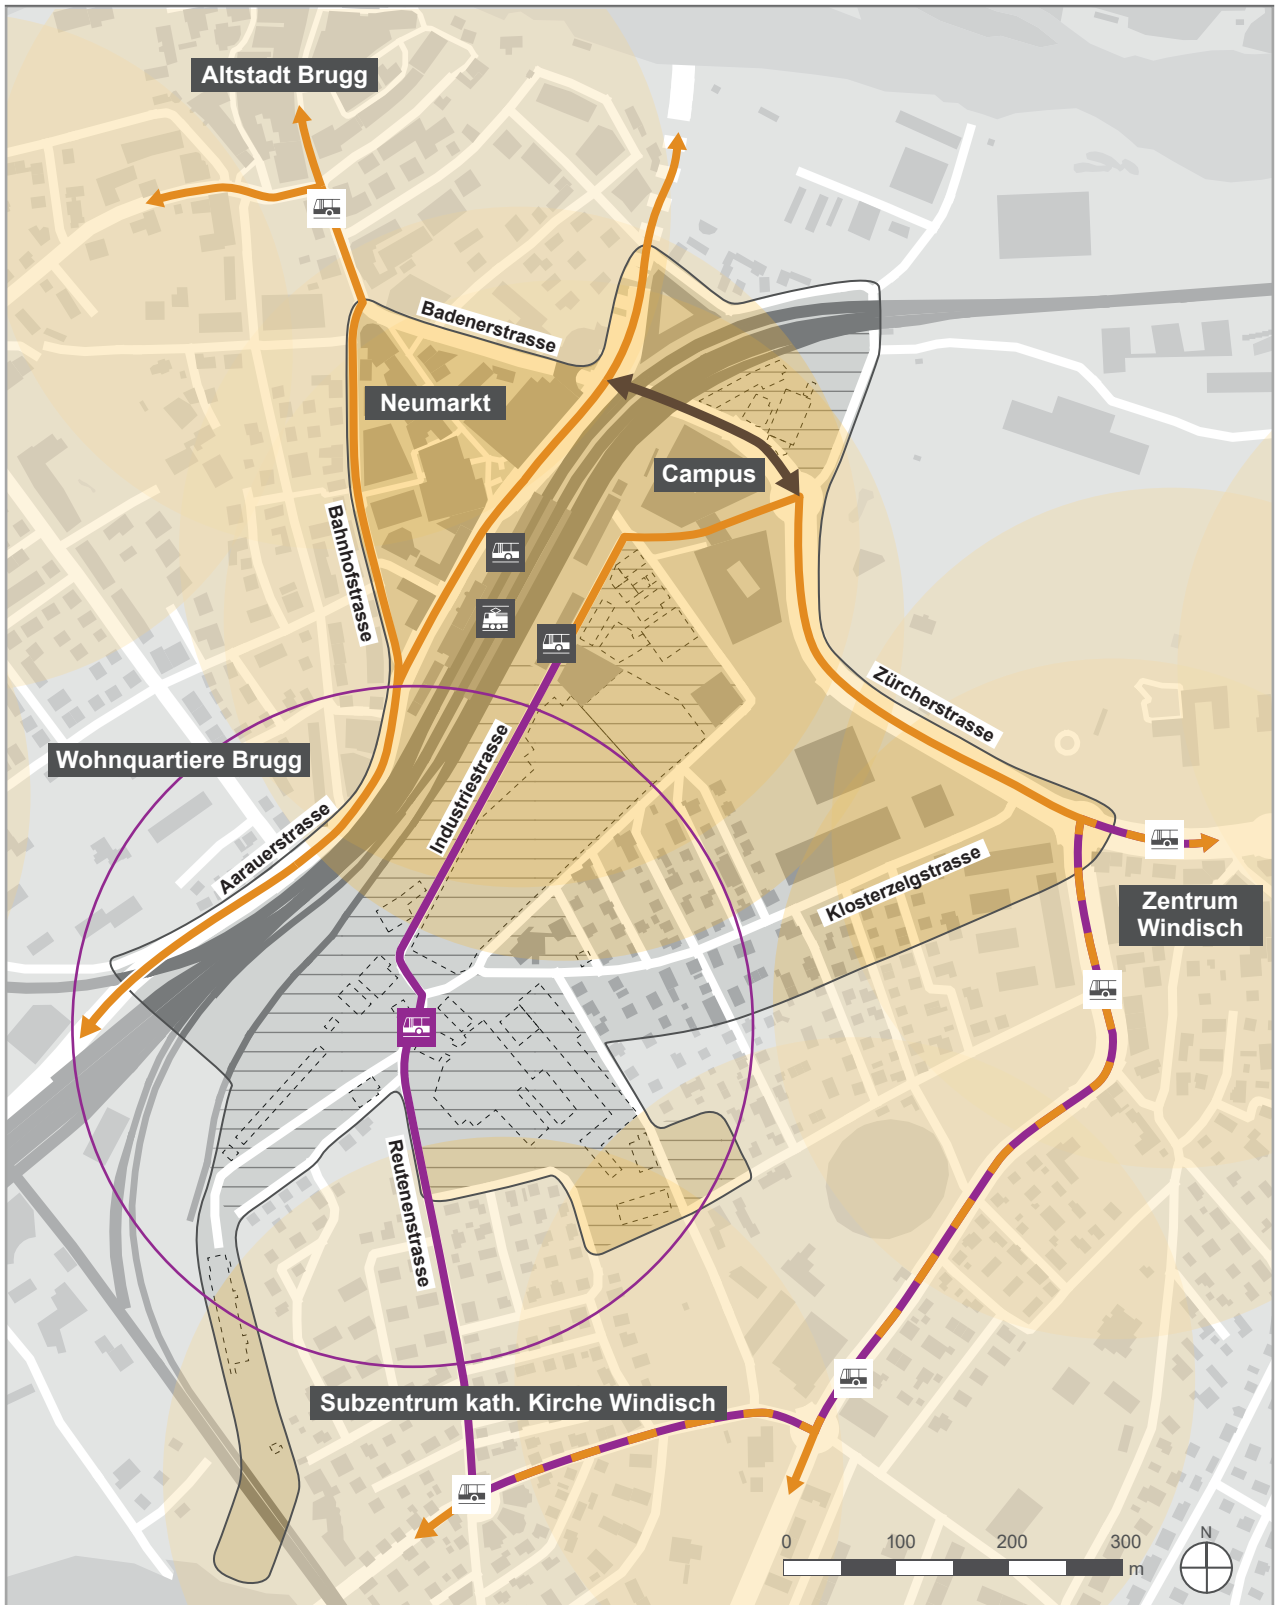 Altstadt Brugg
Badenerstrasse
Neumarkt
Campus
Bahnhofstrasse
Zürcherstrasse
Wohnquartiere Brugg
Industriestrasse
Aarauerstrasse
Klosterzelgstrasse
Zentrum
Windisch
Reutenenstrasse
Subzentrum kath. Kirche Windisch
0 100 200 300
m
N